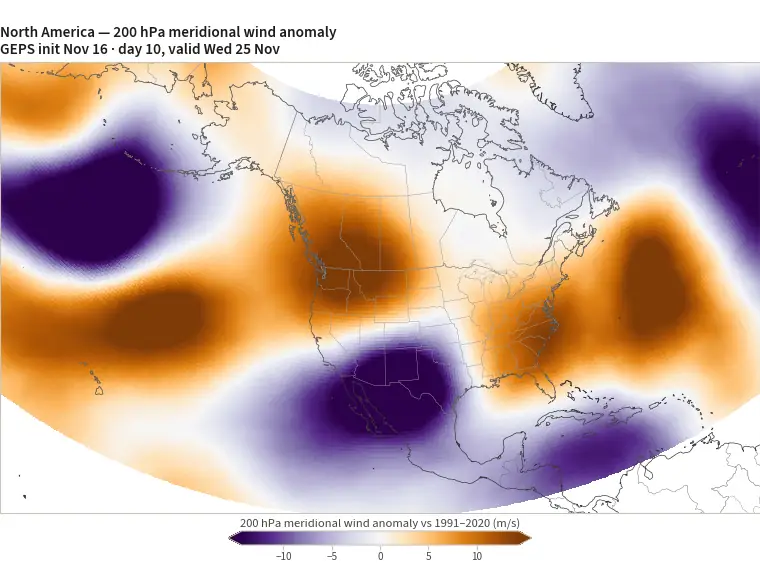 North America — 200 hPa meridional wind anomaly
GEPS init Nov 16 · day 10, valid Wed 25 Nov
200 hPa meridional wind anomaly vs 1991–2020 (m/s)
−10 −5 0 5 10